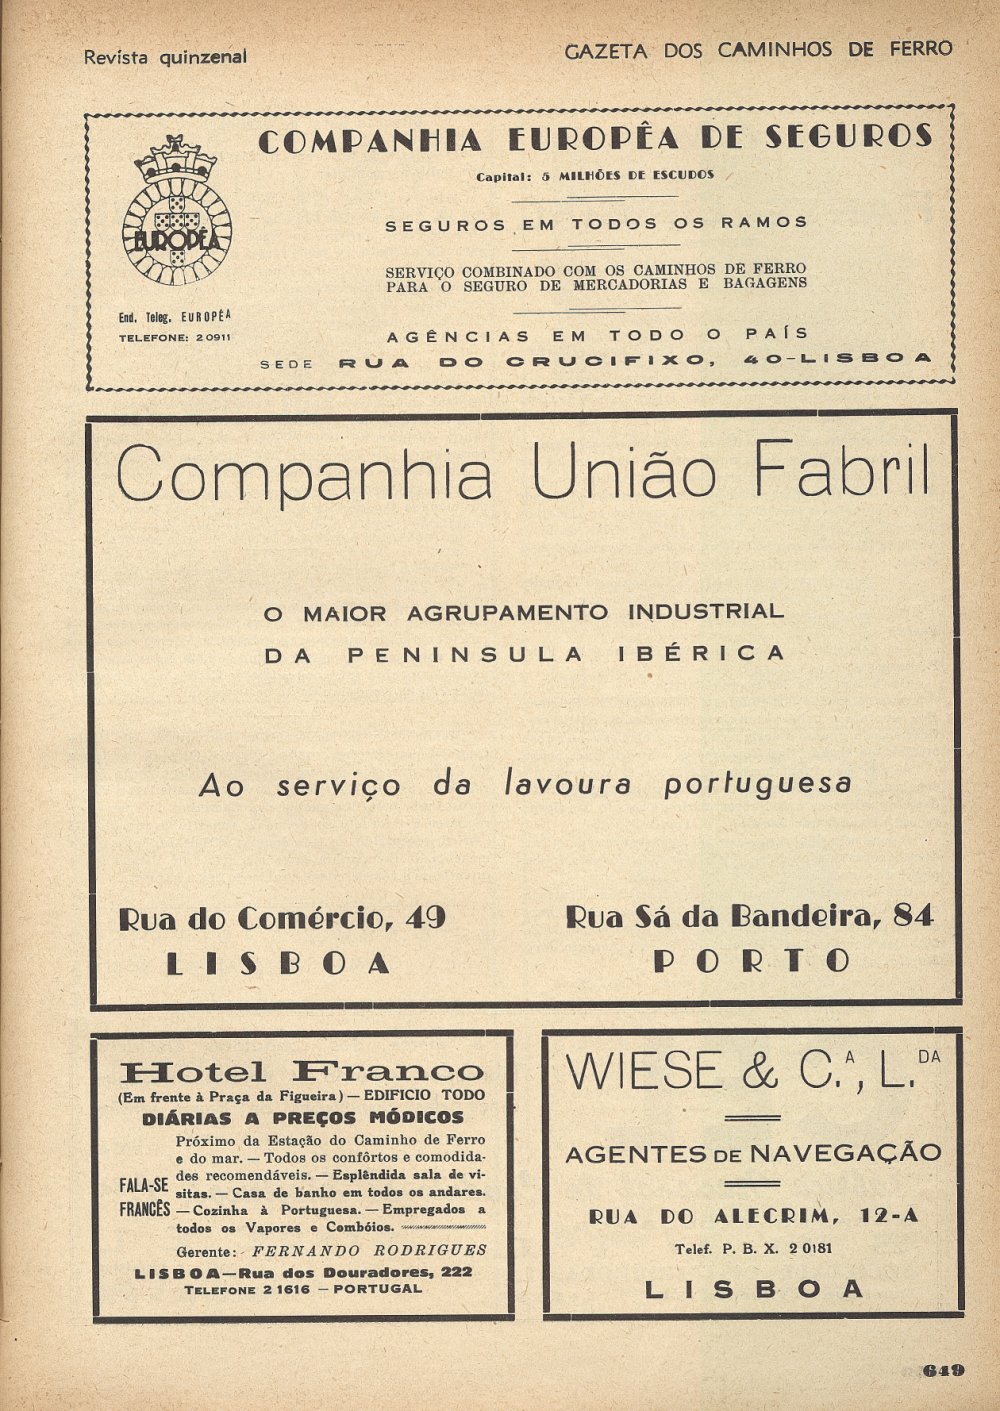 Revista quinzenal
GAZETA DOS CAMINHOS DE FERRO
COMPANHIA EUROPÊA DE SEGUROS
Capital: 5 MILHÕES DE ESCUDOS
SEGUROS EM TODOS OS RAMOS
SERVIÇO COMBINADO COM OS CAMINHOS DE FERRO
PARA O SEGURO DE MERCADORIAS E BAGAGENS
EUROPÊA
End. Teleg. EUROPÊA
TELEFONE: 20911
AGÊNCIAS EM TODO O PAÍS
SEDE RUA DO CRUCIFIXO, 40-LISBOA
Companhia União Fabril
O MAIOR AGRUPAMENTO INDUSTRIAL
DA PENINSULA IBÉRICA
Ao serviço da lavoura portuguesa
Rua do Comércio, 49
LISBOA
Rua Sá da Bandeira, 84
PORTO
Hotel Franco
(Em frente à Praça da Figueira) — EDIFICIO TODO
DIÁRIAS A PREÇOS MÓDICOS
FALA-SE
FRANCÊS
Próximo da Estação do Caminho de Ferro
e do mar. — Todos os confôrtos e comodida-
des recomendáveis. — Esplêndida sala de vi-
sitas. — Casa de banho em todos os andares.
— Cozinha à Portuguesa. — Empregados a
todos os Vapores e Combóios.
Gerente: FERNANDO RODRIGUES
LISBOA—Rua dos Douradores, 222
TELEFONE 2 1616 — PORTUGAL
WIESE & C.A, L.DA
AGENTES DE NAVEGAÇÃO
RUA DO ALECRIM, 12-A
Telef. P. B. X. 2 0181
LISBOA
649